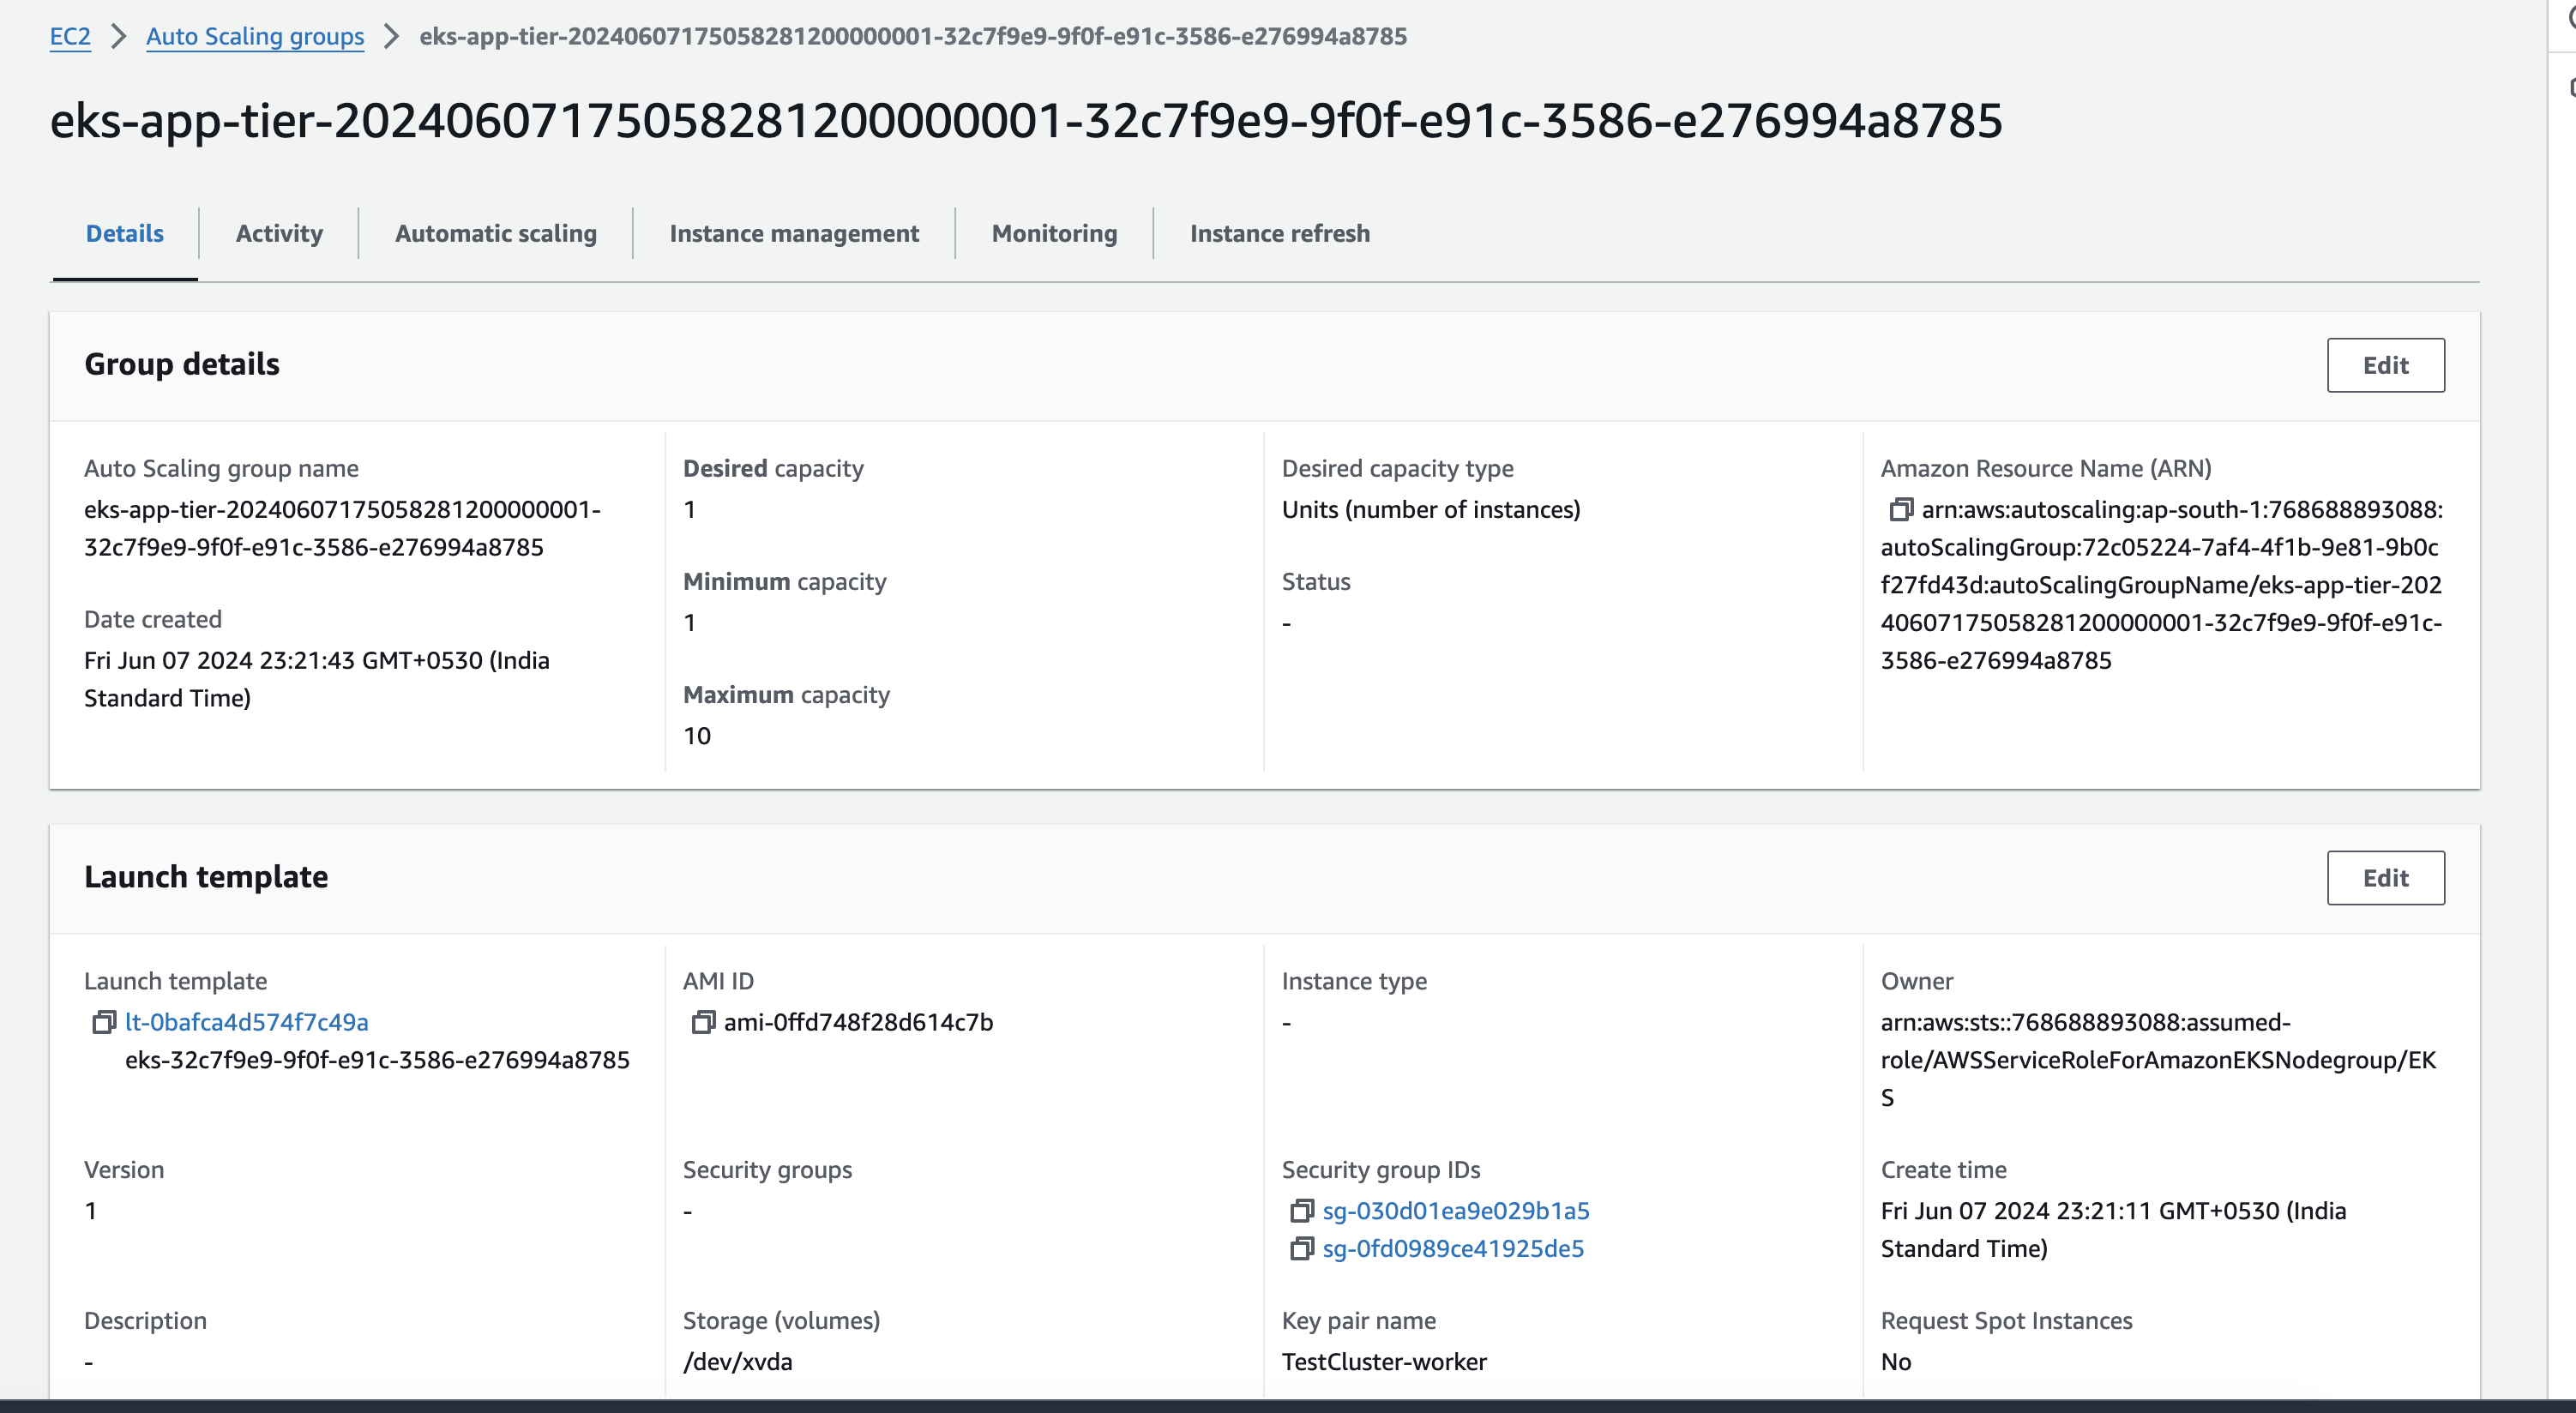 EC2 > Auto Scaling groups > eks-app-tier-20240607175058281200000001-32c7f9e9-9f0f-e91c-3586-e276994a8785
eks-app-tier-20240607175058281200000001-32c7f9e9-9f0f-e91c-3586-e276994a8785
Details Activity Automatic scaling Instance management Monitoring Instance refresh
Group details
Edit
Auto Scaling group name
eks-app-tier-20240607175058281200000001-
32c7f9e9-9f0f-e91c-3586-e276994a8785
Date created
Fri Jun 07 2024 23:21:43 GMT+0530 (India
Standard Time)
Desired capacity
1
Minimum capacity
1
Maximum capacity
10
Desired capacity type
Units (number of instances)
Status
-
Amazon Resource Name (ARN)
arn:aws:autoscaling:ap-south-1:768688893088:
autoScalingGroup:72c05224-7af4-4f1b-9e81-9b0c
f27fd43d:autoScalingGroupName/eks-app-tier-202
40607175058281200000001-32c7f9e9-9f0f-e91c-
3586-e276994a8785
Launch template
Edit
Launch template
lt-0bafca4d574f7c49a
eks-32c7f9e9-9f0f-e91c-3586-e276994a8785
AMI ID
ami-0ffd748f28d614c7b
Instance type
-
Owner
arn:aws:sts::768688893088:assumed-
role/AWSServiceRoleForAmazonEKSNodegroup/EK
S
Version
1
Security groups
-
Security group IDs
sg-030d01ea9e029b1a5
sg-0fd0989ce41925de5
Create time
Fri Jun 07 2024 23:21:11 GMT+0530 (India
Standard Time)
Description
-
Storage (volumes)
/dev/xvda
Key pair name
TestCluster-worker
Request Spot Instances
No